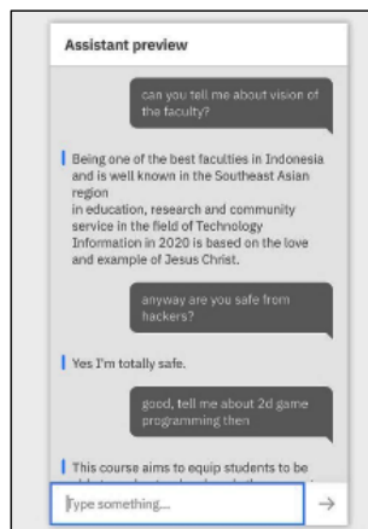 Assistant preview
can you tell me about vision of
the faculty?
Being one of the best faculties in Indonesia
and is well known in the Southeast Asian
region
in education, research and community
service in the field of Technology
Information in 2020 is based on the love
and example of Jesus Christ.
anyway are you safe from
hackers?
Yes I'm totally safe.
good, tell me about 2d game
programming then
This course aims to equip students to be
Type something...